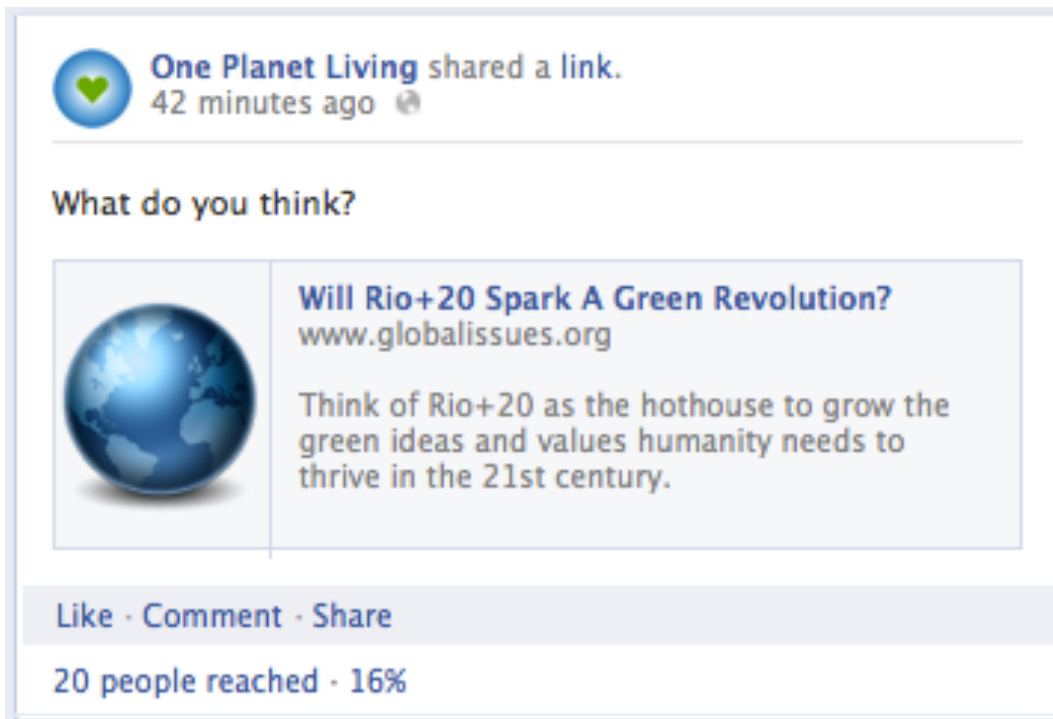 One Planet Living shared a link.
42 minutes ago
What do you think?
Will Rio+20 Spark A Green Revolution?
www.globalissues.org
Think of Rio+20 as the hothouse to grow the
green ideas and values humanity needs to
thrive in the 21st century.
Like · Comment · Share
20 people reached · 16%